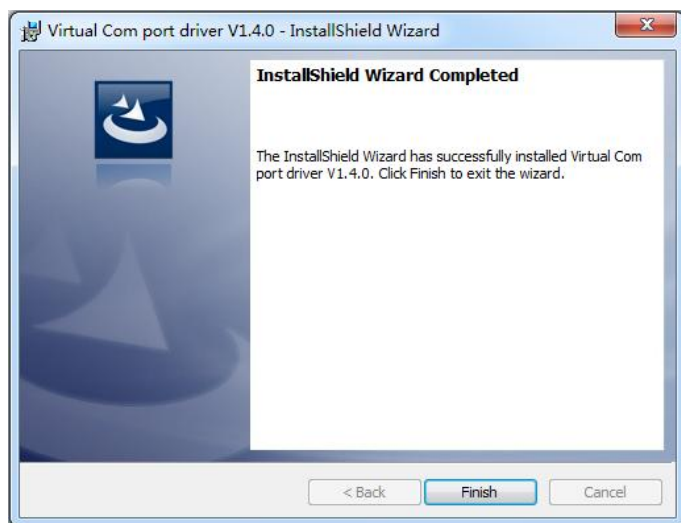 Virtual Com port driver V1.4.0 - InstallShield Wizard
InstallShield Wizard Completed
The InstallShield Wizard has successfully installed Virtual Com
port driver V1.4.0. Click Finish to exit the wizard.
< Back
Finish
Cancel